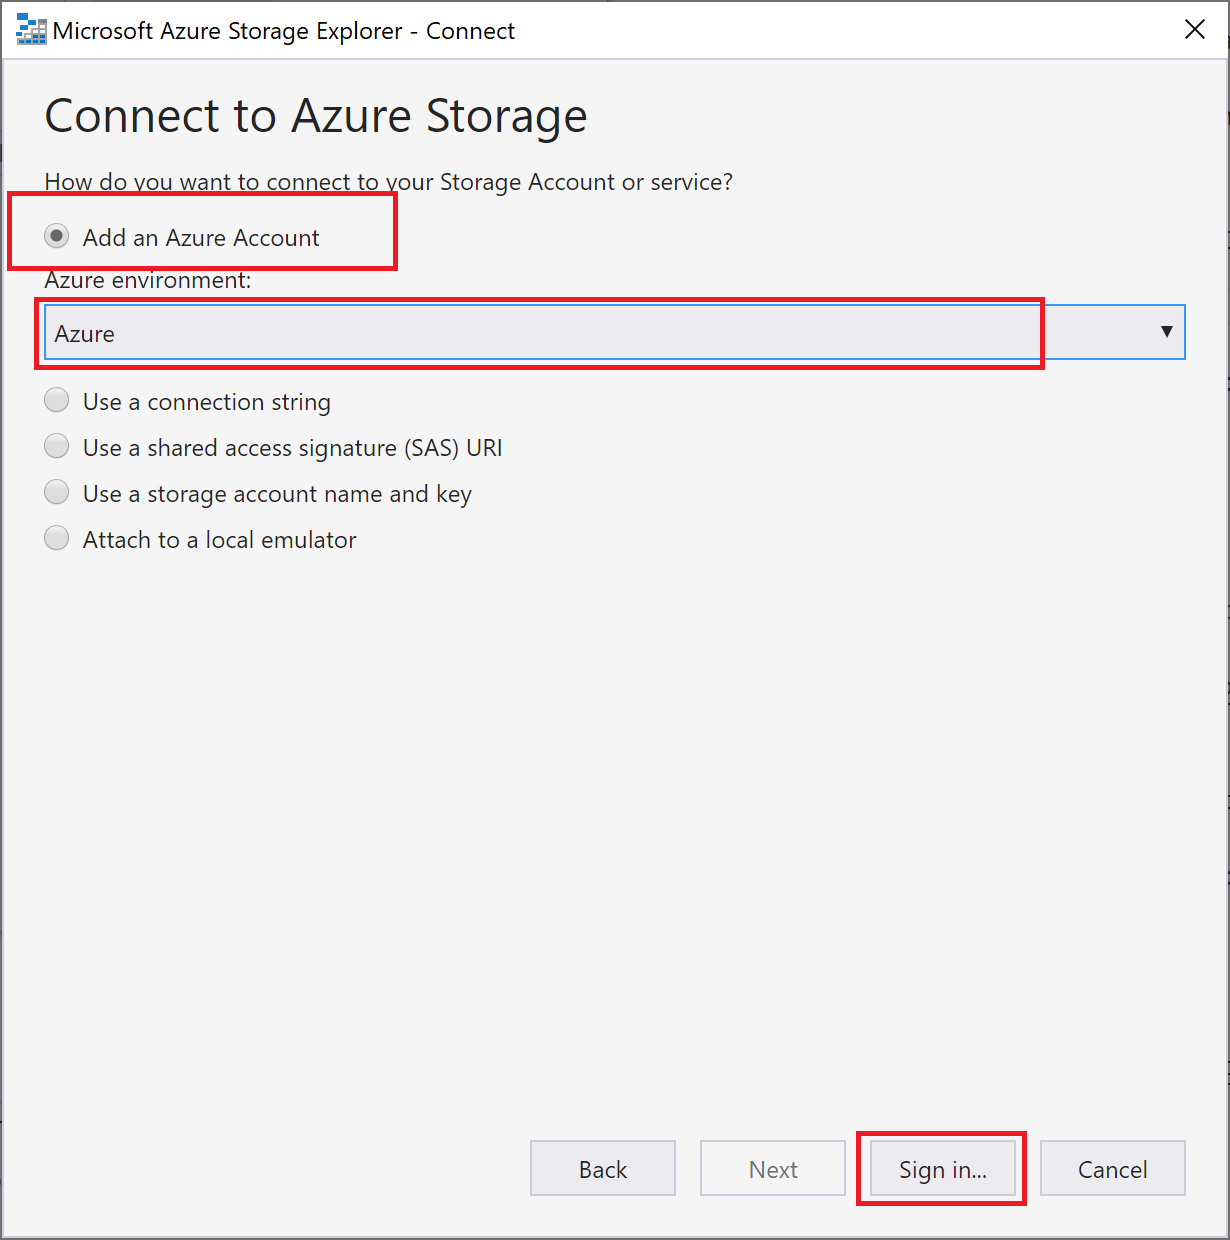 Microsoft Azure Storage Explorer - Connect
Connect to Azure Storage
How do you want to connect to your Storage Account or service?
Add an Azure Account
Azure environment:
Azure
Use a connection string
Use a shared access signature (SAS) URI
Use a storage account name and key
Attach to a local emulator
Back Next Sign in... Cancel